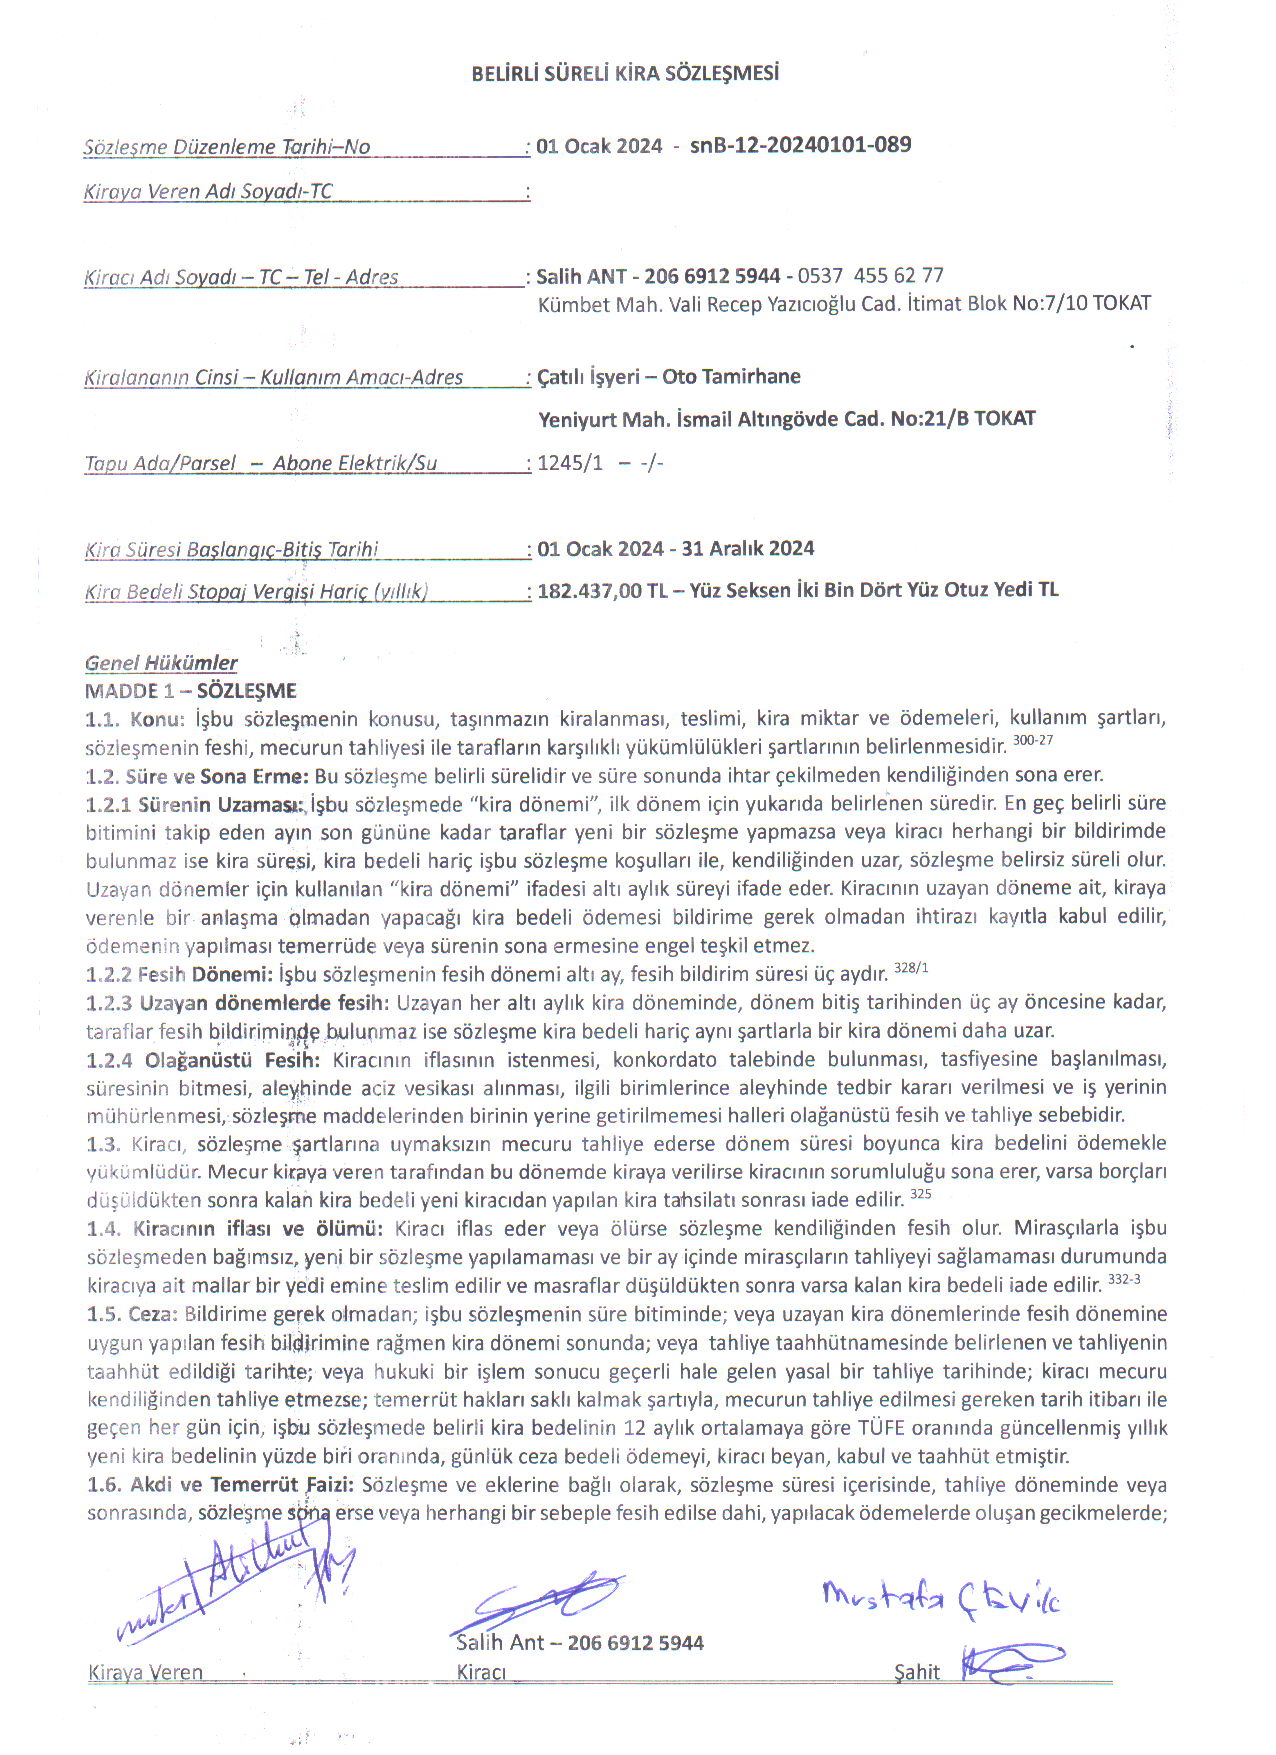 BELİRLİ SÜRELİ KİRA SÖZLEŞMESİ
Sözleşme Düzenleme Tarihi–No : 01 Ocak 2024 - snB-12-20240101-089
Kiraya Veren Adı Soyadı-TC :
Kiracı Adı Soyadı – TC – Tel - Adres : Salih ANT - 206 6912 5944 - 0537 455 62 77
Kümbet Mah. Vali Recep Yazıcıoğlu Cad. İtimat Blok No:7/10 TOKAT
Kiralananın Cinsi – Kullanım Amacı-Adres : Çatılı İşyeri – Oto Tamirhane
Yeniyurt Mah. İsmail Altıngövde Cad. No:21/B TOKAT
Tapu Ada/Parsel – Abone Elektrik/Su : 1245/1 – -/-
Kira Süresi Başlangıç-Bitiş Tarihi : 01 Ocak 2024 - 31 Aralık 2024
Kira Bedeli Stopaj Vergisi Hariç (yıllık) : 182.437,00 TL – Yüz Seksen İki Bin Dört Yüz Otuz Yedi TL
Genel Hükümler
MADDE 1 – SÖZLEŞME
1.1. Konu: İşbu sözleşmenin konusu, taşınmazın kiralanması, teslimi, kira miktar ve ödemeleri, kullanım şartları,
sözleşmenin feshi, mecurun tahliyesi ile tarafların karşılıklı yükümlülükleri şartlarının belirlenmesidir. 300-27
1.2. Süre ve Sona Erme: Bu sözleşme belirli sürelidir ve süre sonunda ihtar çekilmeden kendiliğinden sona erer.
1.2.1 Sürenin Uzaması: İşbu sözleşmede “kira dönemi”, ilk dönem için yukarıda belirlenen süredir. En geç belirli süre
bitimini takip eden ayın son gününe kadar taraflar yeni bir sözleşme yapmazsa veya kiracı herhangi bir bildirimde
bulunmaz ise kira süresi, kira bedeli hariç işbu sözleşme koşulları ile, kendiliğinden uzar, sözleşme belirsiz süreli olur.
Uzayan dönemler için kullanılan “kira dönemi” ifadesi altı aylık süreyi ifade eder. Kiracının uzayan döneme ait, kiraya
verenle bir anlaşma olmadan yapacağı kira bedeli ödemesi bildirime gerek olmadan ihtirazı kayıtla kabul edilir,
ödemenin yapılması temerrüde veya sürenin sona ermesine engel teşkil etmez.
1.2.2 Fesih Dönemi: İşbu sözleşmenin fesih dönemi altı ay, fesih bildirim süresi üç aydır. 328/1
1.2.3 Uzayan dönemlerde fesih: Uzayan her altı aylık kira döneminde, dönem bitiş tarihinden üç ay öncesine kadar,
taraflar fesih bildiriminde bulunmaz ise sözleşme kira bedeli hariç aynı şartlarla bir kira dönemi daha uzar.
1.2.4 Olağanüstü Fesih: Kiracının iflasının istenmesi, konkordato talebinde bulunması, tasfiyesine başlanılması,
süresinin bitmesi, aleyhinde aciz vesikası alınması, ilgili birimlerince aleyhinde tedbir kararı verilmesi ve iş yerinin
mühürlenmesi, sözleşme maddelerinden birinin yerine getirilmemesi halleri olağanüstü fesih ve tahliye sebebidir.
1.3. Kiracı, sözleşme şartlarına uymaksızın mecuru tahliye ederse dönem süresi boyunca kira bedelini ödemekle
yükümlüdür. Mecur kiraya veren tarafından bu dönemde kiraya verilirse kiracının sorumluluğu sona erer, varsa borçları
düşüldükten sonra kalan kira bedeli yeni kiracıdan yapılan kira tahsilatı sonrası iade edilir. 325
1.4. Kiracının iflası ve ölümü: Kiracı iflas eder veya ölürse sözleşme kendiliğinden fesih olur. Mirasçılarla işbu
sözleşmeden bağımsız, yeni bir sözleşme yapılamaması ve bir ay içinde mirasçıların tahliyeyi sağlamaması durumunda
kiracıya ait mallar bir yedi emine teslim edilir ve masraflar düşüldükten sonra varsa kalan kira bedeli iade edilir. 332-3
1.5. Ceza: Bildirime gerek olmadan; işbu sözleşmenin süre bitiminde; veya uzayan kira dönemlerinde fesih dönemine
uygun yapılan fesih bildirimine rağmen kira dönemi sonunda; veya tahliye taahhütnamesinde belirlenen ve tahliyenin
taahhüt edildiği tarihte; veya hukuki bir işlem sonucu geçerli hale gelen yasal bir tahliye tarihinde; kiracı mecuru
kendiliğinden tahliye etmezse; temerrüt hakları saklı kalmak şartıyla, mecurun tahliye edilmesi gereken tarih itibarı ile
geçen her gün için, işbu sözleşmede belirli kira bedelinin 12 aylık ortalamaya göre TÜFE oranında güncellenmiş yıllık
yeni kira bedelinin yüzde biri oranında, günlük ceza bedeli ödemeyi, kiracı beyan, kabul ve taahhüt etmiştir.
1.6. Akdi ve Temerrüt Faizi: Sözleşme ve eklerine bağlı olarak, sözleşme süresi içerisinde, tahliye döneminde veya
sonrasında, sözleşme sona erse veya herhangi bir sebeple fesih edilse dahi, yapılacak ödemelerde oluşan gecikmelerde;
Mustafa ÇEVİK
Salih Ant – 206 6912 5944
Kiraya Veren Kiracı Şahit